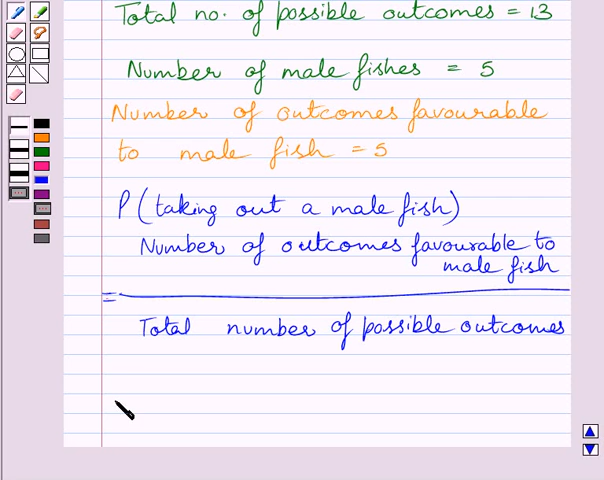 Total no. of possible outcomes = 13
Number of male fishes = 5
Number of outcomes favourable
to male fish = 5
P (taking out a male fish)
Number of outcomes favourable to
male fish
=
Total number of possible outcomes